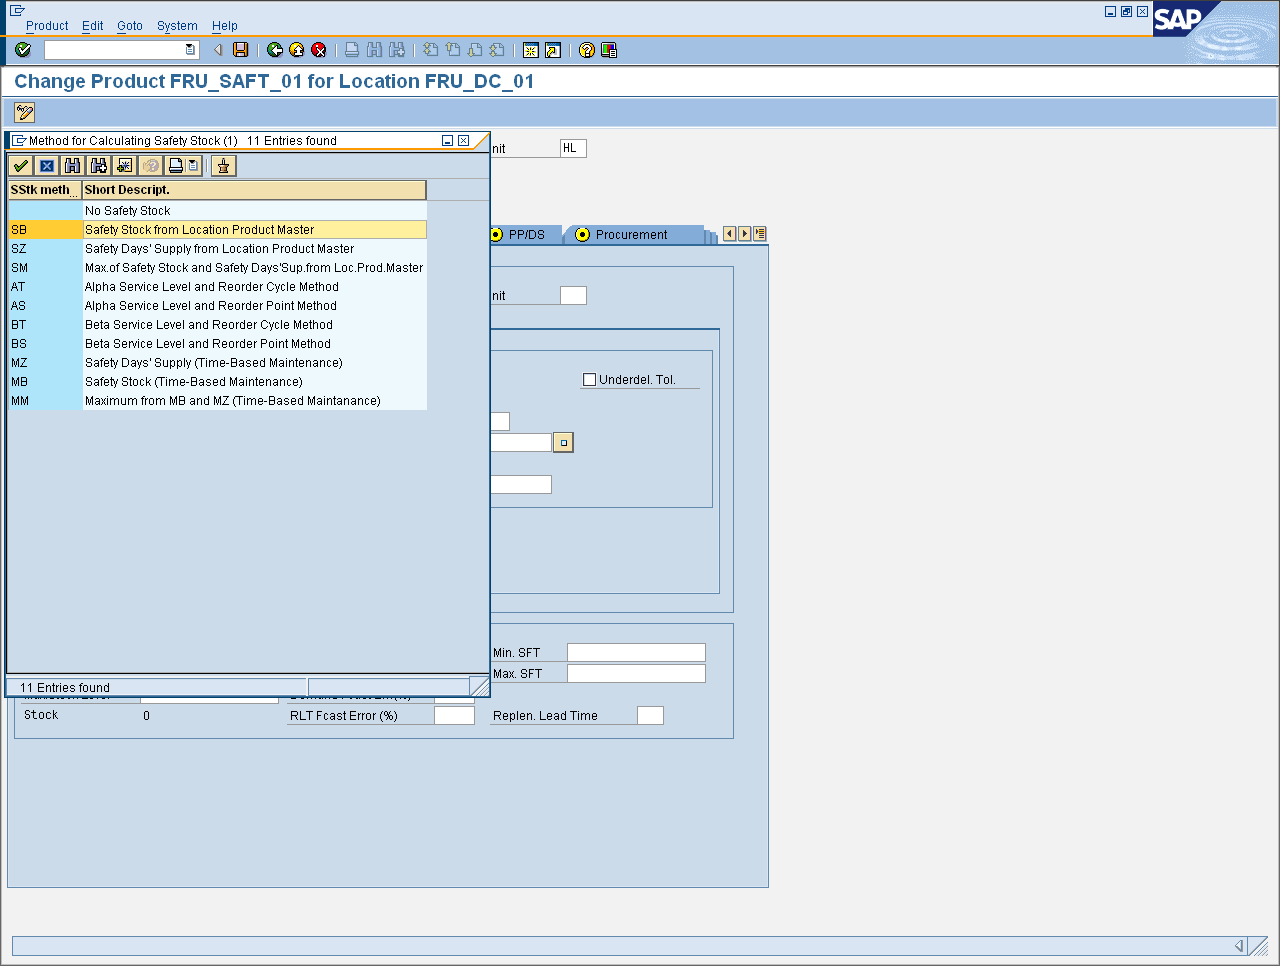 Product Edit Goto System Help
SAP
Change Product FRU_SAFT_01 for Location FRU_DC_01
Method for Calculating Safety Stock (1) 11 Entries found
nit HL
SStk meth... Short Descript.
No Safety Stock
SB Safety Stock from Location Product Master
SZ Safety Days' Supply from Location Product Master
SM Max.of Safety Stock and Safety Days'Sup.from Loc.Prod.Master
AT Alpha Service Level and Reorder Cycle Method
AS Alpha Service Level and Reorder Point Method
BT Beta Service Level and Reorder Cycle Method
BS Beta Service Level and Reorder Point Method
MZ Safety Days' Supply (Time-Based Maintenance)
MB Safety Stock (Time-Based Maintenance)
MM Maximum from MB and MZ (Time-Based Maintanance)
PP/DS Procurement
nit
Underdel. Tol.
Min. SFT
Max. SFT
11 Entries found
Stock 0 RLT Fcast Error (%) Replen. Lead Time